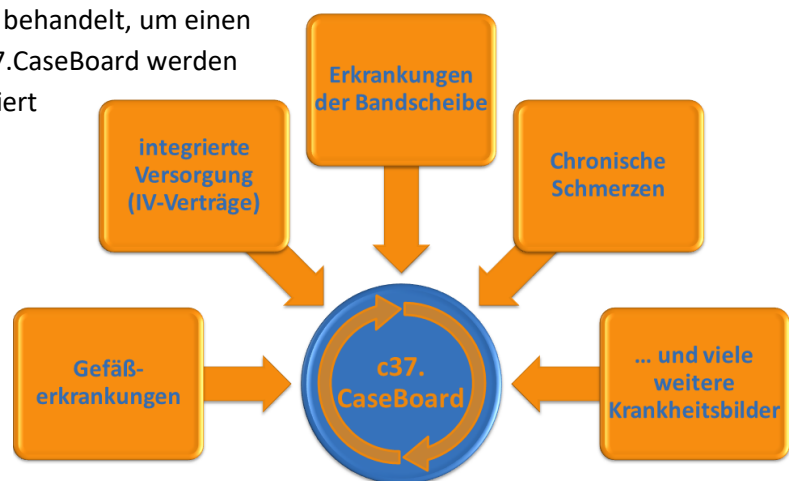 behandelt, um einen
7.CaseBoard werden
iert
Erkrankungen
der Bandscheibe
integrierte
Versorgung
(IV-Verträge)
Chronische
Schmerzen
Gefäß-
erkrankungen
c37.
CaseBoard
... und viele
weitere
Krankheitsbilder